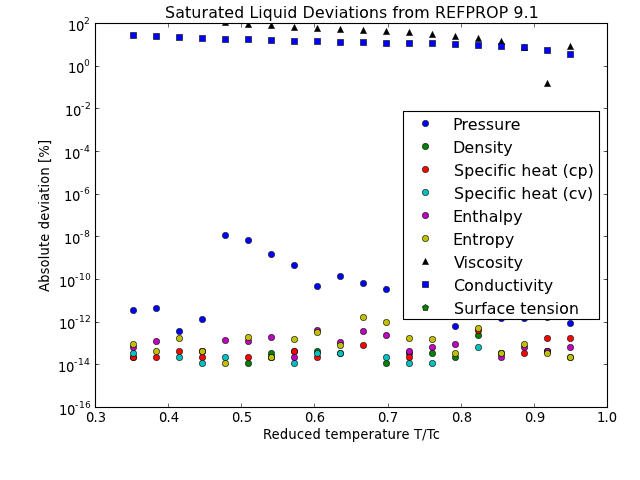 Saturated Liquid Deviations from REFPROP 9.1
Absolute deviation [%]
10^2
10^0
10^-2
10^-4
10^-6
10^-8
10^-10
10^-12
10^-14
10^-16
Pressure
Density
Specific heat (cp)
Specific heat (cv)
Enthalpy
Entropy
Viscosity
Conductivity
Surface tension
0.3 0.4 0.5 0.6 0.7 0.8 0.9 1.0
Reduced temperature T/Tc